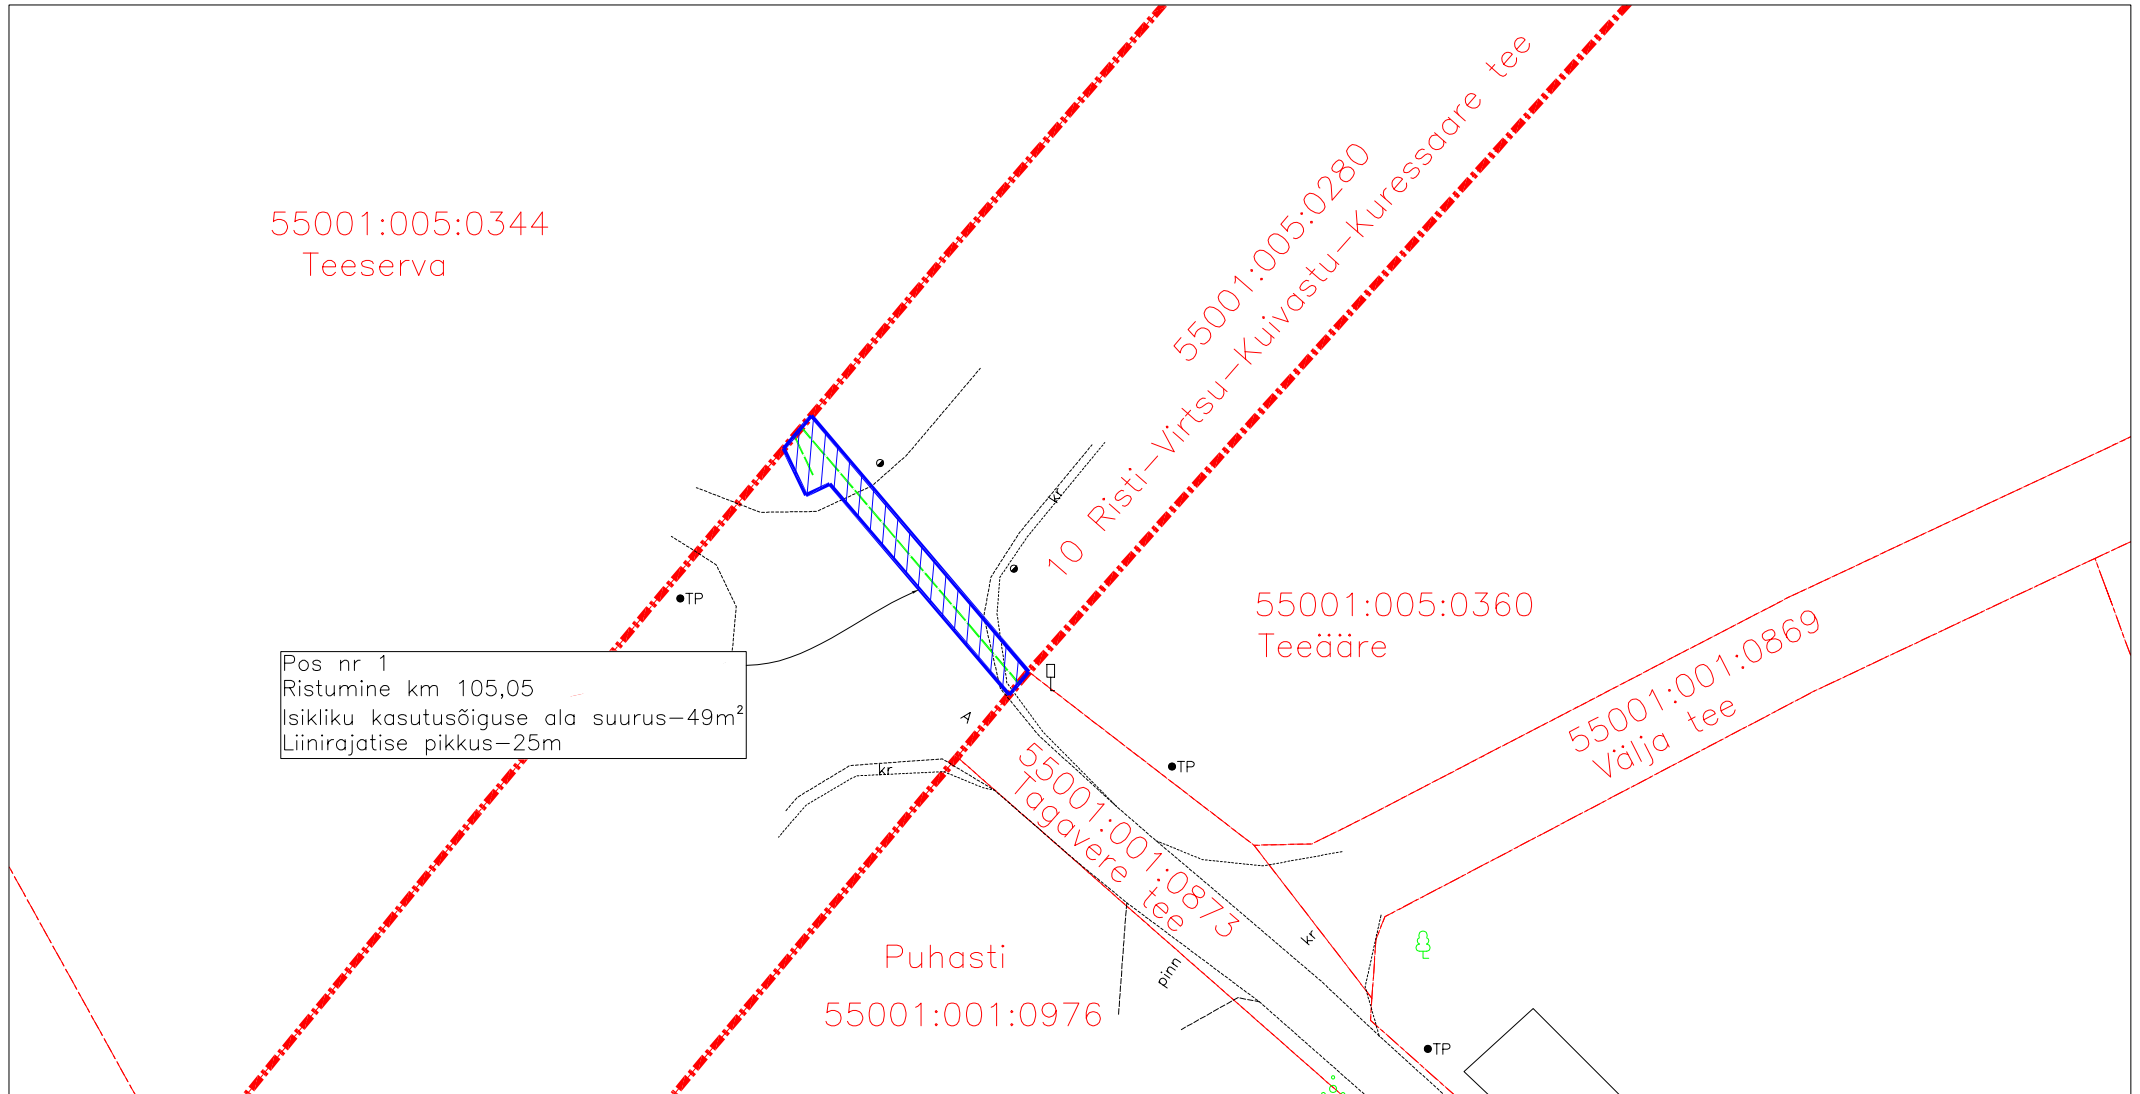 55001:005:0344
Teeserva
55001:005:0280
10 Risti-Virtsu-Kuivastu-Kuressaare tee
kr
TP
55001:005:0360
Teeääre
55001:001:0869
Välja tee
Pos nr 1
Ristumine km 105,05
Isikliku kasutusõiguse ala suurus-49m²
Liinirajatise pikkus-25m
A
kr
TP
55001:001:0873
Tagavere tee
kr
Puhasti
55001:001:0976
pinn
TP